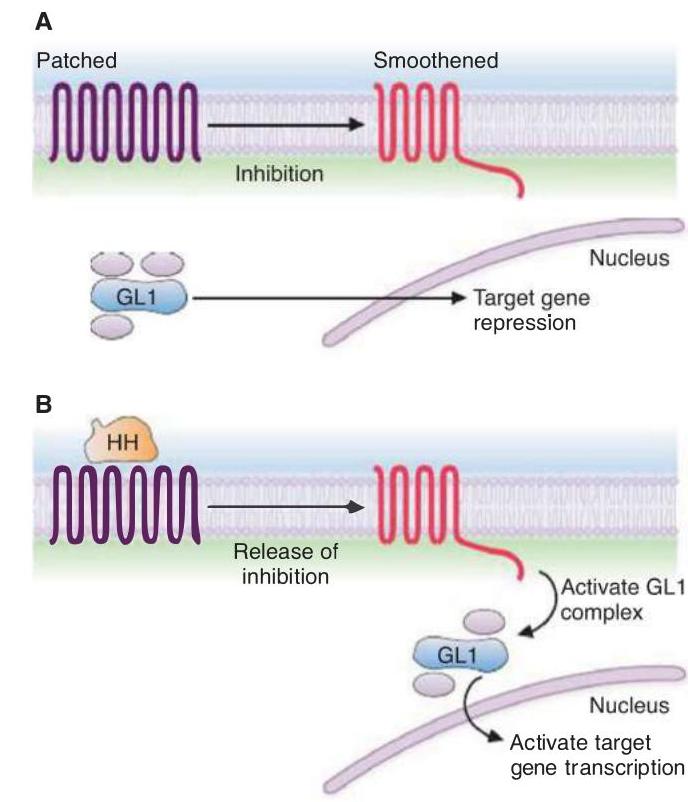 A
Patched
Smoothened
Inhibition
Nucleus
GL1
Target gene
repression
B
HH
Release of
inhibition
Activate GL1
complex
GL1
Nucleus
Activate target
gene transcription